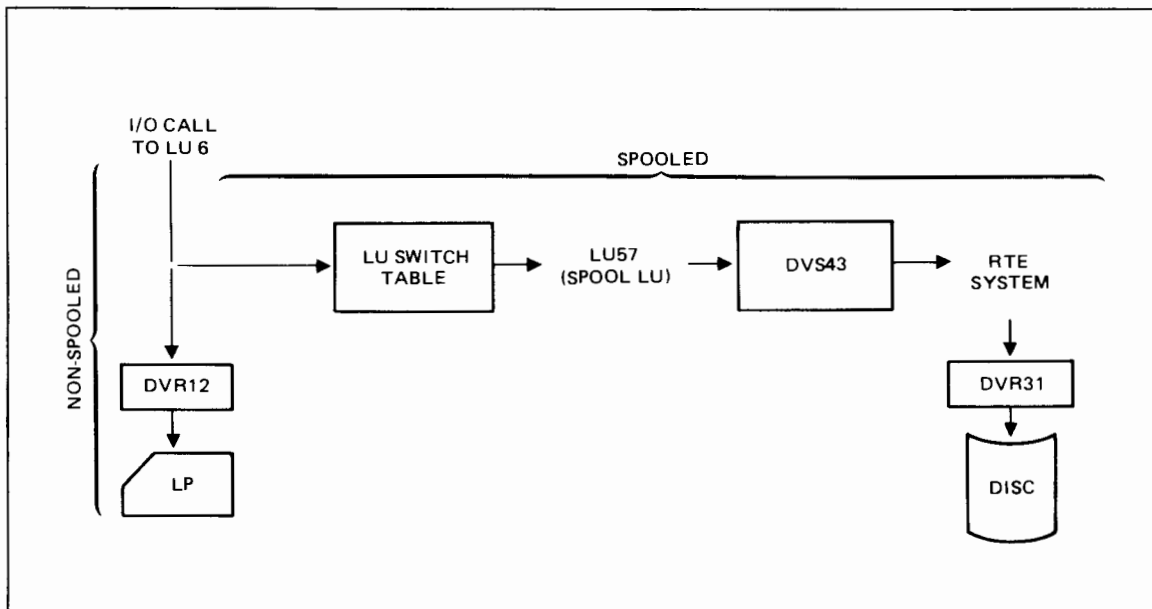 I/O CALL
TO LU 6
SPOOLED
NON-SPOOLED
LU SWITCH
TABLE
LU57
(SPOOL LU)
DVS43
RTE
SYSTEM
DVR12
DVR31
LP
DISC